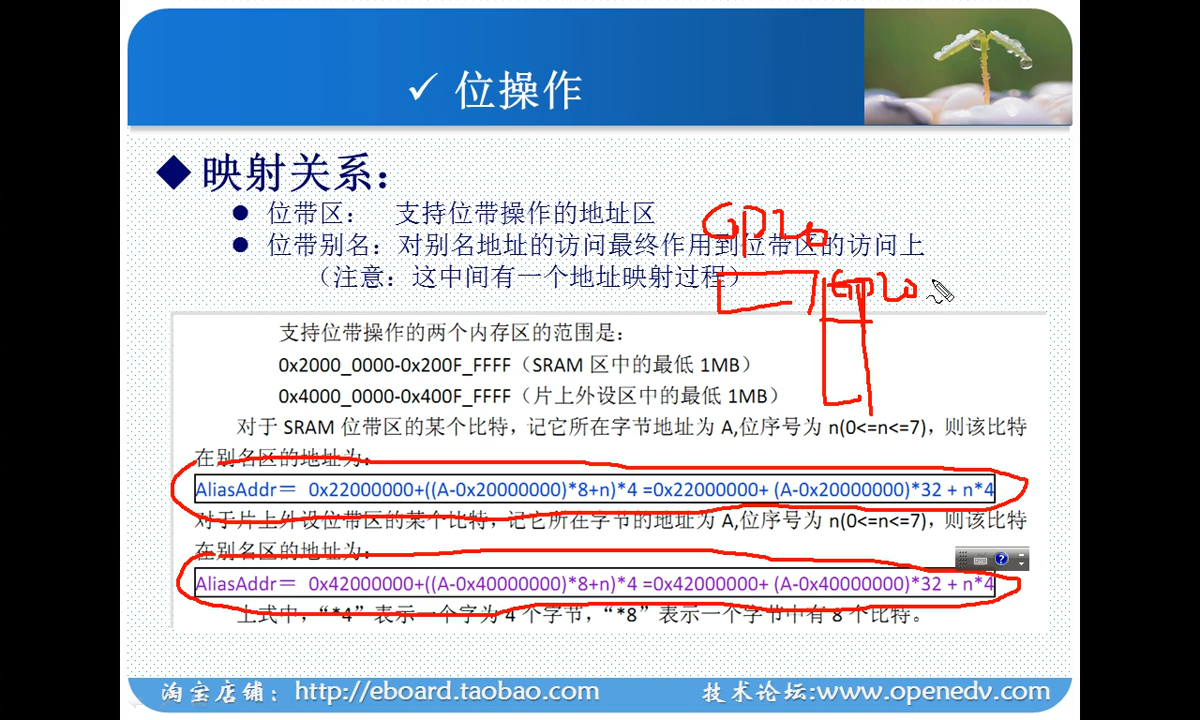 ✓ 位操作
◆ 映射关系：
● 位带区： 支持位带操作的地址区
GPIO
● 位带别名：对别名地址的访问最终作用到位带区的访问上
（注意：这中间有一个地址映射过程）
GPIO
支持位带操作的两个内存区的范围是：
0x2000_0000-0x200F_FFFF（SRAM 区中的最低 1MB）
0x4000_0000-0x400F_FFFF（片上外设区中的最低 1MB）
对于 SRAM 位带区的某个比特，记它所在字节地址为 A,位序号为 n(0<=n<=7)，则该比特
在别名区的地址为：
AliasAddr＝ 0x22000000+((A-0x20000000)*8+n)*4 =0x22000000+ (A-0x20000000)*32 + n*4
对于片上外设位带区的某个比特，记它所在字节的地址为 A,位序号为 n(0<=n<=7)，则该比特
在别名区的地址为：
AliasAddr＝ 0x42000000+((A-0x40000000)*8+n)*4 =0x42000000+ (A-0x40000000)*32 + n*4
上式中，“*4”表示一个字为 4 个字节，“*8”表示一个字节中有 8 个比特。
淘宝店铺：http://eboard.taobao.com
技术论坛:www.openedv.com